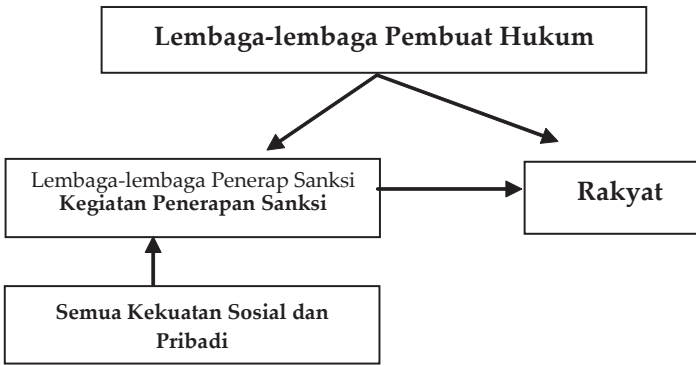 Lembaga-lembaga Pembuat Hukum
Lembaga-lembaga Penerap Sanksi
Kegiatan Penerapan Sanksi
Rakyat
Semua Kekuatan Sosial dan
Pribadi